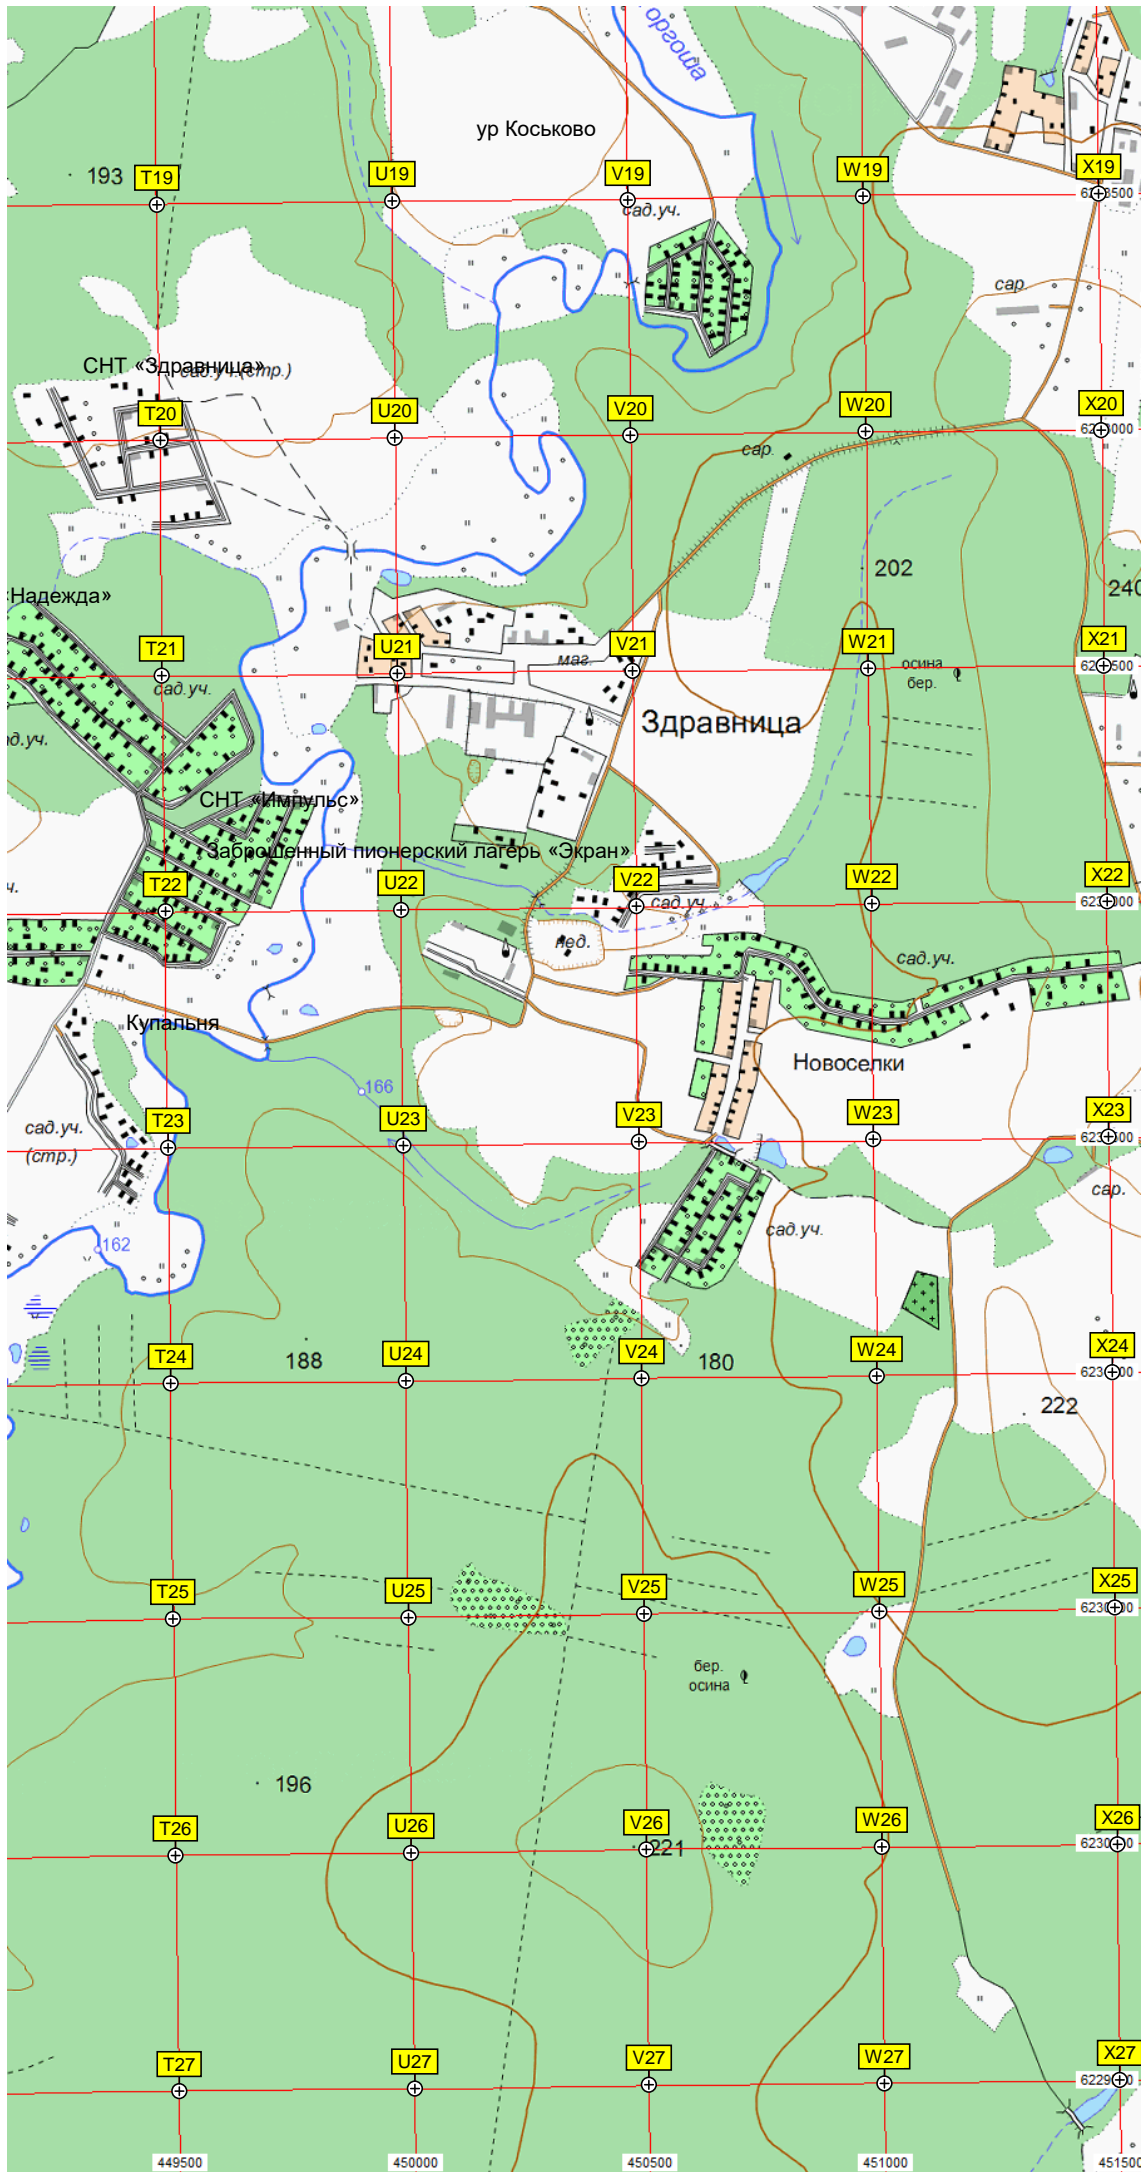 оргоша
ур Коськово
193
T19
U19
V19
W19
X19
сад.уч.
сар.
СНТ «Здравница»
сад.уч.(стр.)
T20
U20
V20
W20
X20
сар.
202
240
«Надежда»
T21
U21
V21
W21
X21
маг.
осина
бер.
сад.уч.
Здравница
СНТ «Импульс»
Заброшенный пионерский лагерь «Экран»
T22
U22
V22
W22
X22
сад.уч.
сад.уч.
Купальня
Новоселки
166
T23
U23
V23
W23
X23
сад.уч.
(стр.)
сар.
сад.уч.
162
188
180
T24
U24
V24
W24
X24
222
T25
U25
V25
W25
X25
бер.
осина
196
T26
U26
V26
W26
X26
221
T27
U27
V27
W27
X27
449500
450000
450500
451000
451500